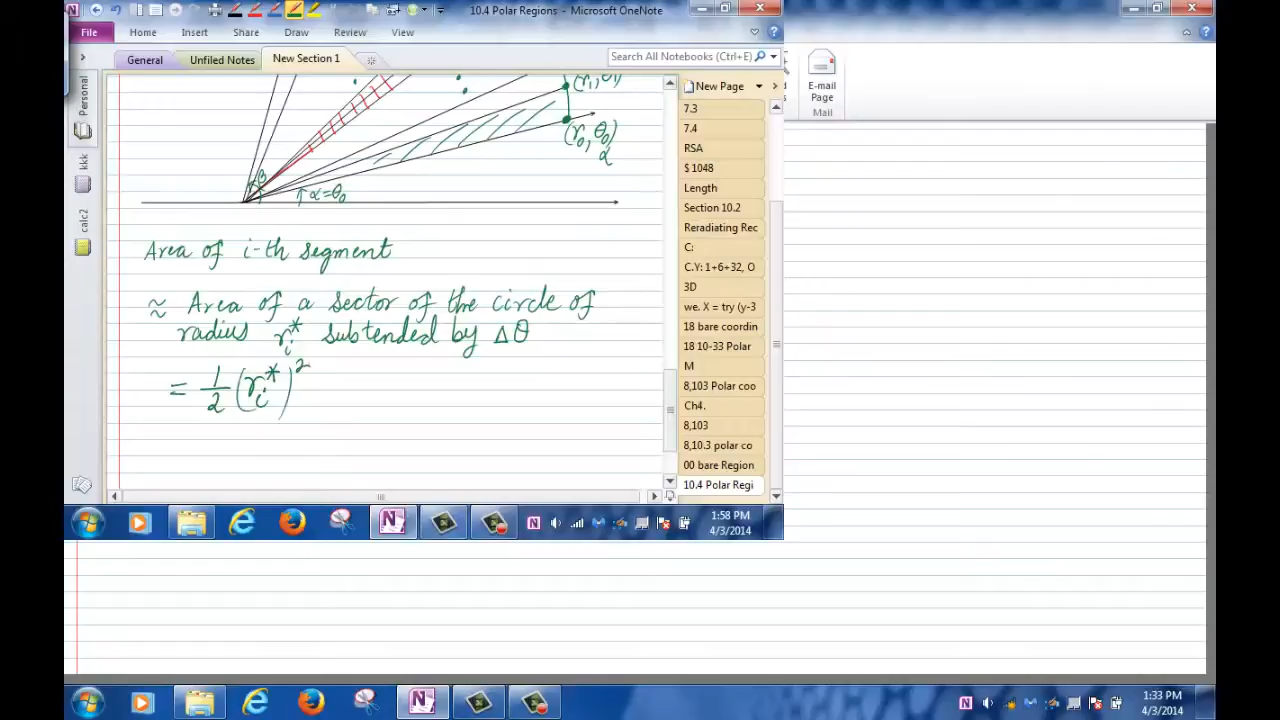 10.4 Polar Regions - Microsoft OneNote
File Home Insert Share Draw Review View
General Unfiled Notes New Section 1
Search All Notebooks (Ctrl+E)
New Page
E-mail
Page
Mail
Personal
kkk
calc2
7.3
7.4
RSA
$ 1048
Length
Section 10.2
Reradiating Rec
C:
C.Y: 1+6+32, O
3D
we. X = try (y-3
18 bare coordin
18 10-33 Polar
M
8,103 Polar coo
Ch4.
8,103
8,10.3 polar co
00 bare Region
10.4 Polar Regi
(r₁, θ₁)
(r₀, θ₀)
α
β
α=θ₀
Area of i-th segment
≈ Area of a sector of the circle of
radius rᵢ* subtended by Δθ
= 1/2 (rᵢ*)²
1:58 PM
4/3/2014
1:33 PM
4/3/2014